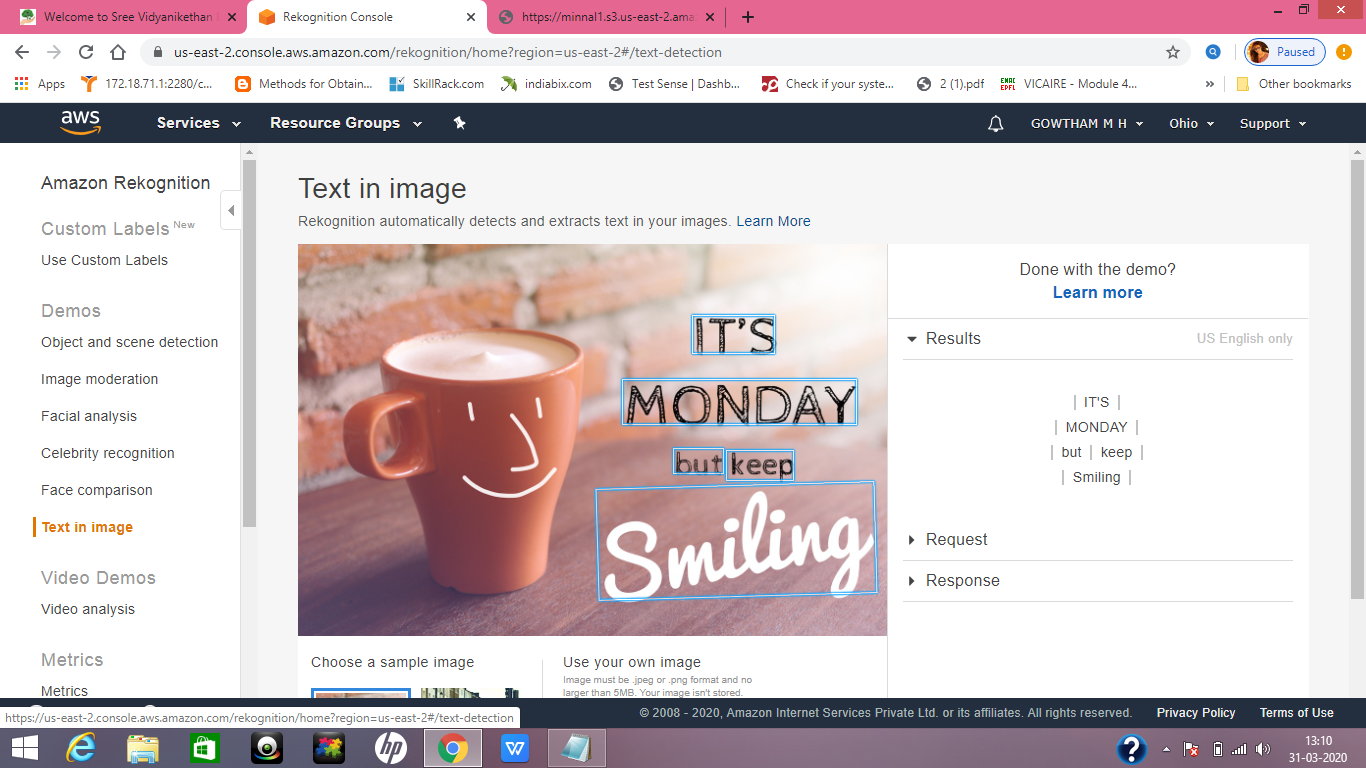 Welcome to Sree Vidyanikethan
Rekognition Console
https://minnal1.s3.us-east-2.ama
us-east-2.console.aws.amazon.com/rekognition/home?region=us-east-2#/text-detection
Paused
Apps
172.18.71.1:2280/c...
Methods for Obtain...
SkillRack.com
indiabix.com
Test Sense | Dashb...
Check if your syste...
2 (1).pdf
VICAIRE - Module 4...
»
Other bookmarks
aws
Services
Resource Groups
GOWTHAM M H
Ohio
Support
Amazon Rekognition
Custom Labels New
Use Custom Labels
Demos
Object and scene detection
Image moderation
Facial analysis
Celebrity recognition
Face comparison
Text in image
Video Demos
Video analysis
Metrics
Metrics
Text in image
Rekognition automatically detects and extracts text in your images. Learn More
IT'S
MONDAY
but keep
Smiling
Done with the demo?
Learn more
Results
US English only
| IT'S |
| MONDAY |
| but | keep |
| Smiling |
Request
Response
Choose a sample image
Use your own image
Image must be .jpeg or .png format and no
larger than 5MB. Your image isn't stored.
https://us-east-2.console.aws.amazon.com/rekognition/home?region=us-east-2#/text-detection
© 2008 - 2020, Amazon Internet Services Private Ltd. or its affiliates. All rights reserved.
Privacy Policy
Terms of Use
hp
W
?
13:10
31-03-2020